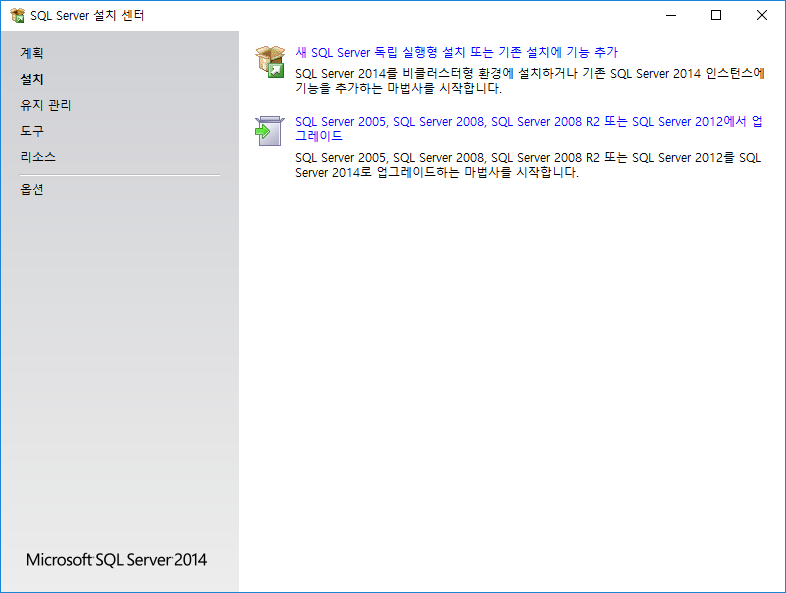 SQL Server 설치 센터
계획
설치
유지 관리
도구
리소스
옵션
새 SQL Server 독립 실행형 설치 또는 기존 설치에 기능 추가
SQL Server 2014를 비클러스터형 환경에 설치하거나 기존 SQL Server 2014 인스턴스에
기능을 추가하는 마법사를 시작합니다.
SQL Server 2005, SQL Server 2008, SQL Server 2008 R2 또는 SQL Server 2012에서 업
그레이드
SQL Server 2005, SQL Server 2008, SQL Server 2008 R2 또는 SQL Server 2012를 SQL
Server 2014로 업그레이드하는 마법사를 시작합니다.
Microsoft SQL Server 2014